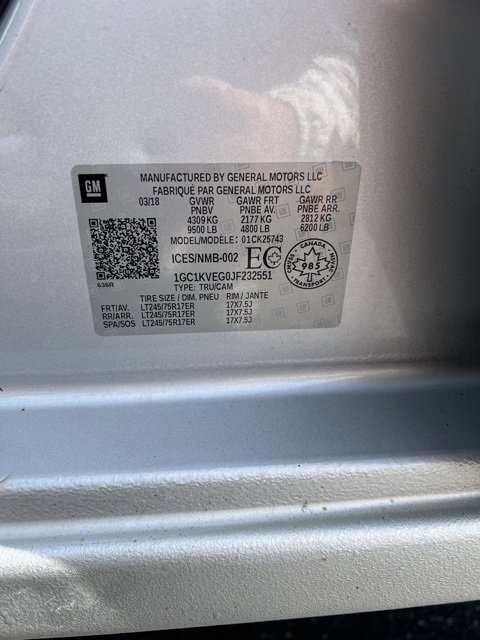 GM
MANUFACTURED BY GENERAL MOTORS LLC
FABRIQUÉ PAR GENERAL MOTORS LLC
03/18 GVWR GAWR FRT GAWR RR
PNBV PNBE AV. PNBE ARR.
4309 KG 2177 KG 2812 KG
9500 LB 4800 LB 6200 LB
MODEL/MODÈLE: 01CK25743
ICES/NMB-002 EC
CANADA
985
636R
1GC1KVEG0JF232551
TYPE: TRU/CAM
TIRE SIZE / DIM. PNEU RIM / JANTE
FRT/AV. LT245/75R17ER 17X7.5J
RR/ARR. LT245/75R17ER 17X7.5J
SPA/SOS LT245/75R17ER 17X7.5J